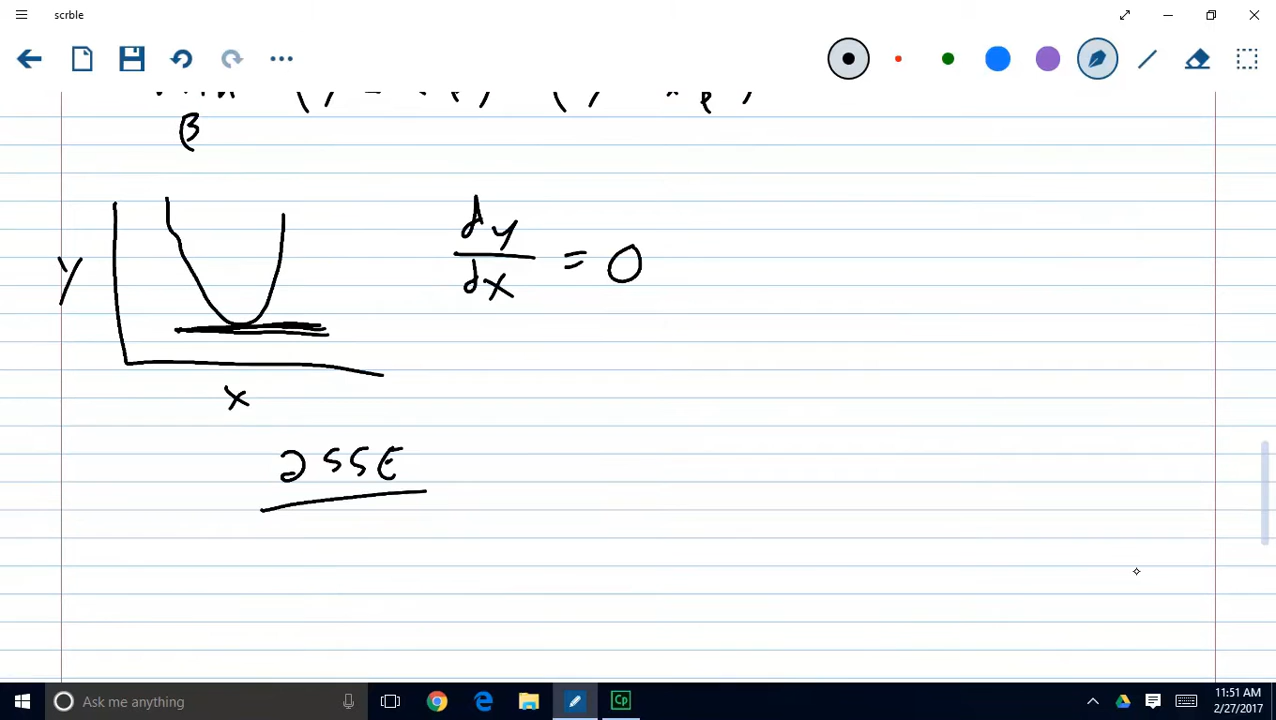 scrble
β
dy
dx
= 0
y
x
∂ SSE
Ask me anything
11:51 AM
2/27/2017